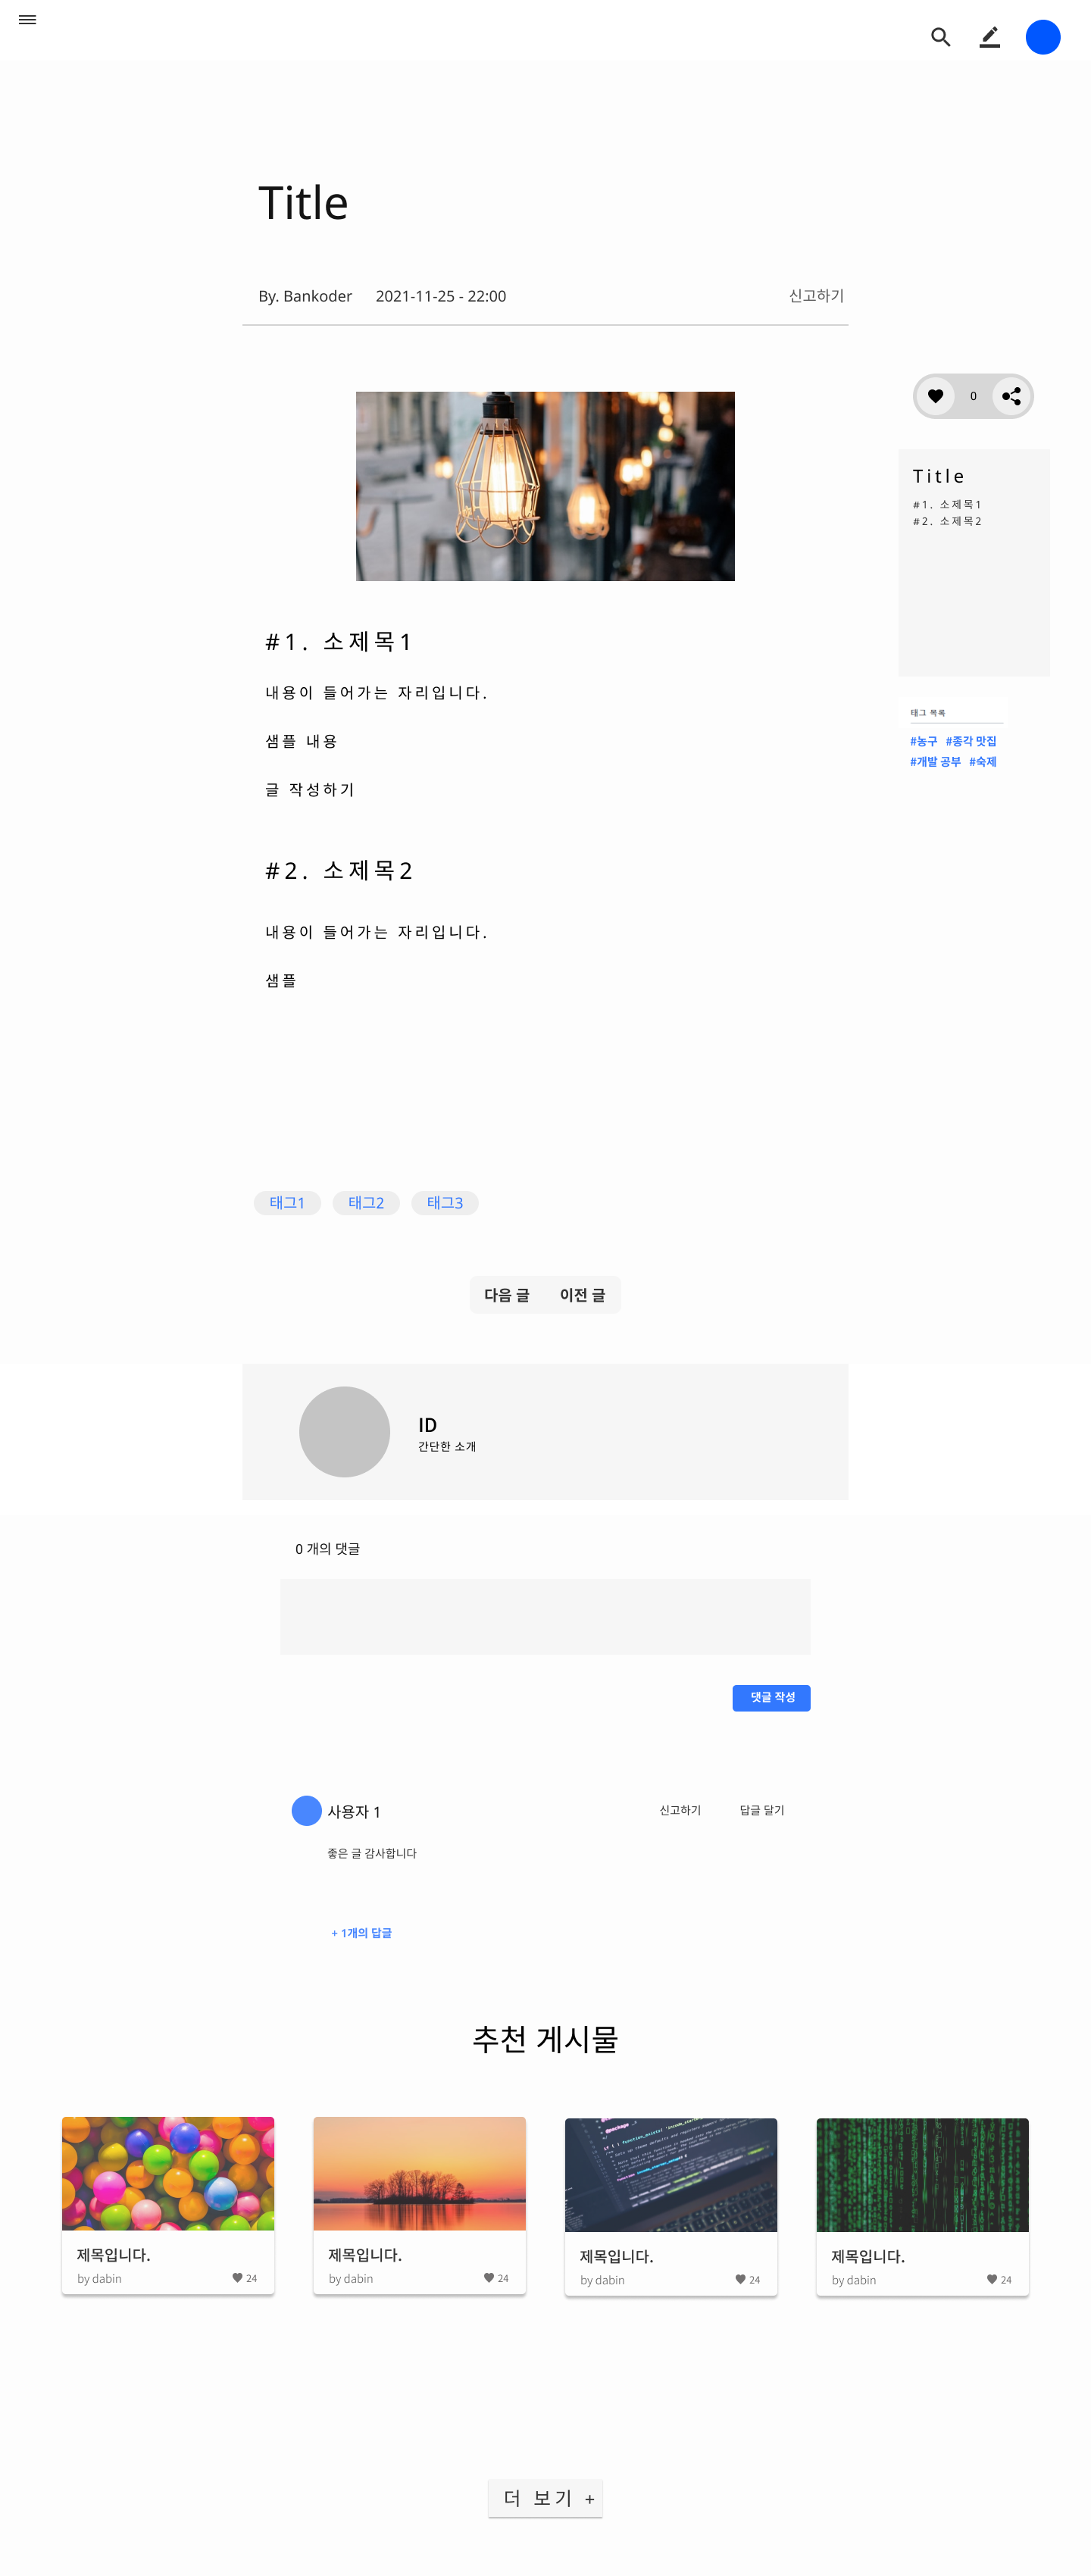 Title
By. Bankoder 2021-11-25 - 22:00 신고하기
0
Title
#1. 소제목1
#2. 소제목2
태그 목록
#농구 #종각 맛집
#개발 공부 #숙제
#1. 소제목1
내용이 들어가는 자리입니다.
샘플 내용
글 작성하기
#2. 소제목2
내용이 들어가는 자리입니다.
샘플
태그1 태그2 태그3
다음 글 이전 글
ID
간단한 소개
0 개의 댓글
댓글 작성
사용자 1 신고하기 답글 달기
좋은 글 감사합니다
+ 1개의 답글
추천 게시물
제목입니다.
by dabin 24
제목입니다.
by dabin 24
제목입니다.
by dabin 24
제목입니다.
by dabin 24
더 보기 +